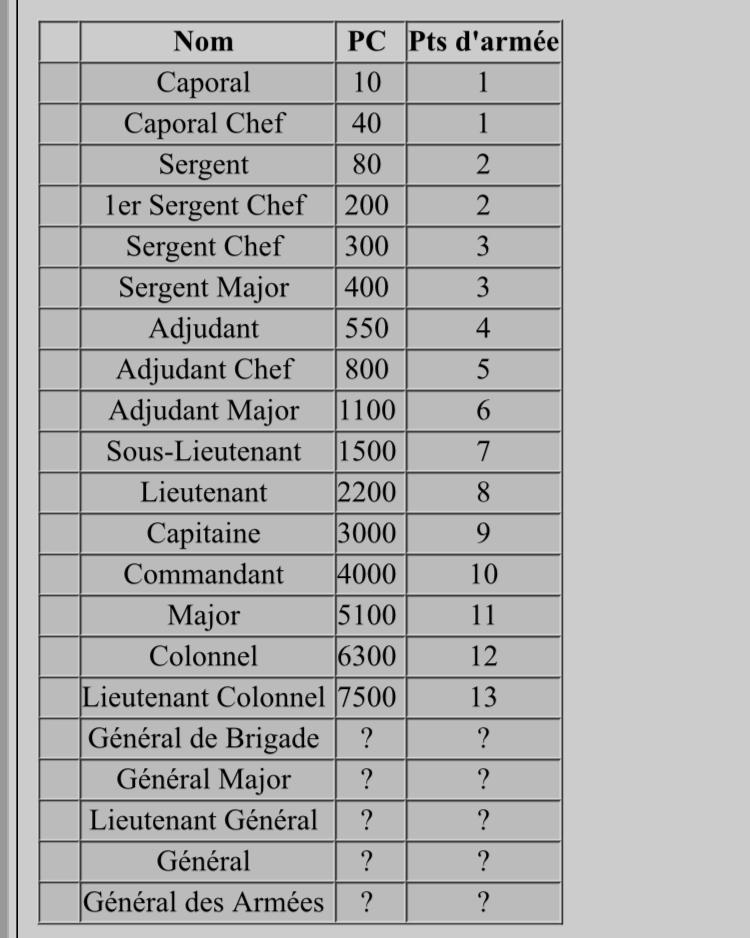 Nom PC Pts d'armée
Caporal 10 1
Caporal Chef 40 1
Sergent 80 2
1er Sergent Chef 200 2
Sergent Chef 300 3
Sergent Major 400 3
Adjudant 550 4
Adjudant Chef 800 5
Adjudant Major 1100 6
Sous-Lieutenant 1500 7
Lieutenant 2200 8
Capitaine 3000 9
Commandant 4000 10
Major 5100 11
Colonnel 6300 12
Lieutenant Colonnel 7500 13
Général de Brigade ? ?
Général Major ? ?
Lieutenant Général ? ?
Général ? ?
Général des Armées ? ?